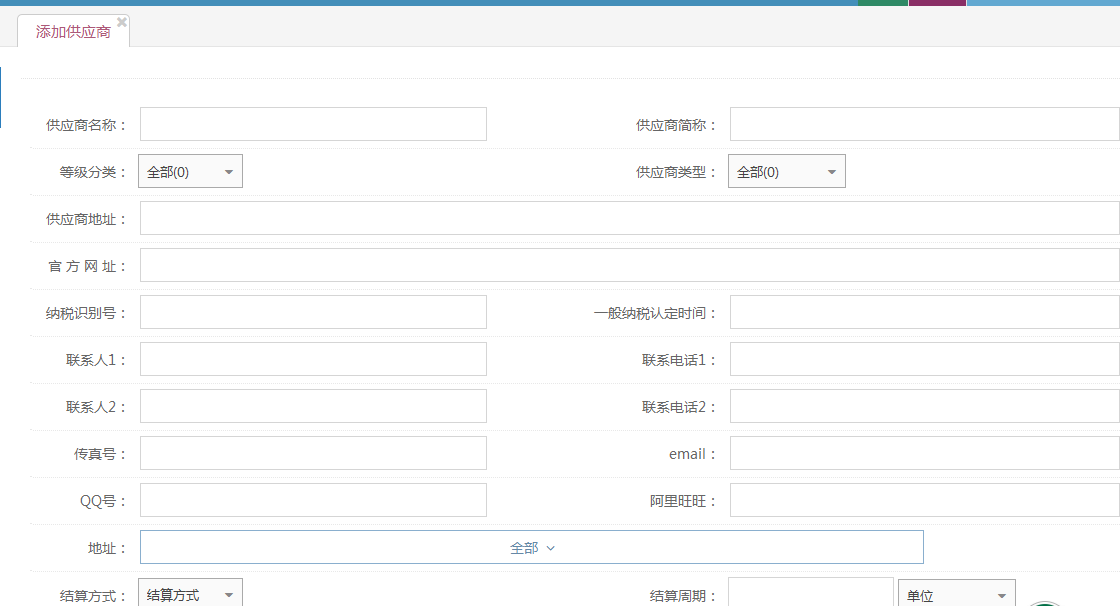 添加供应商
供应商名称： 供应商简称：
等级分类： 全部(0) 供应商类型： 全部(0)
供应商地址：
官 方 网 址：
纳税识别号： 一般纳税认定时间：
联系人1： 联系电话1：
联系人2： 联系电话2：
传真号： email：
QQ号： 阿里旺旺：
地址： 全部
结算方式： 结算方式 结算周期： 单位